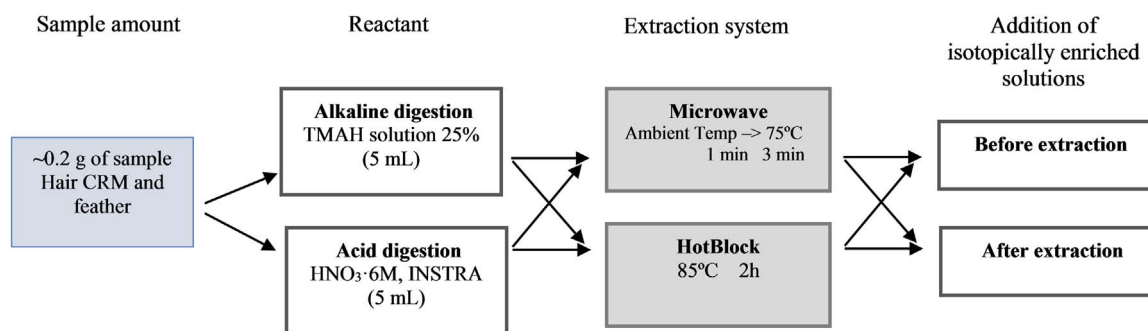 Sample amount
Reactant
Extraction system
Addition of
isotopically enriched
solutions
~0.2 g of sample
Hair CRM and
feather
Alkaline digestion
TMAH solution 25%
(5 mL)
Acid digestion
HNO₃·6M, INSTRA
(5 mL)
Microwave
Ambient Temp –> 75ºC
1 min 3 min
HotBlock
85ºC 2h
Before extraction
After extraction